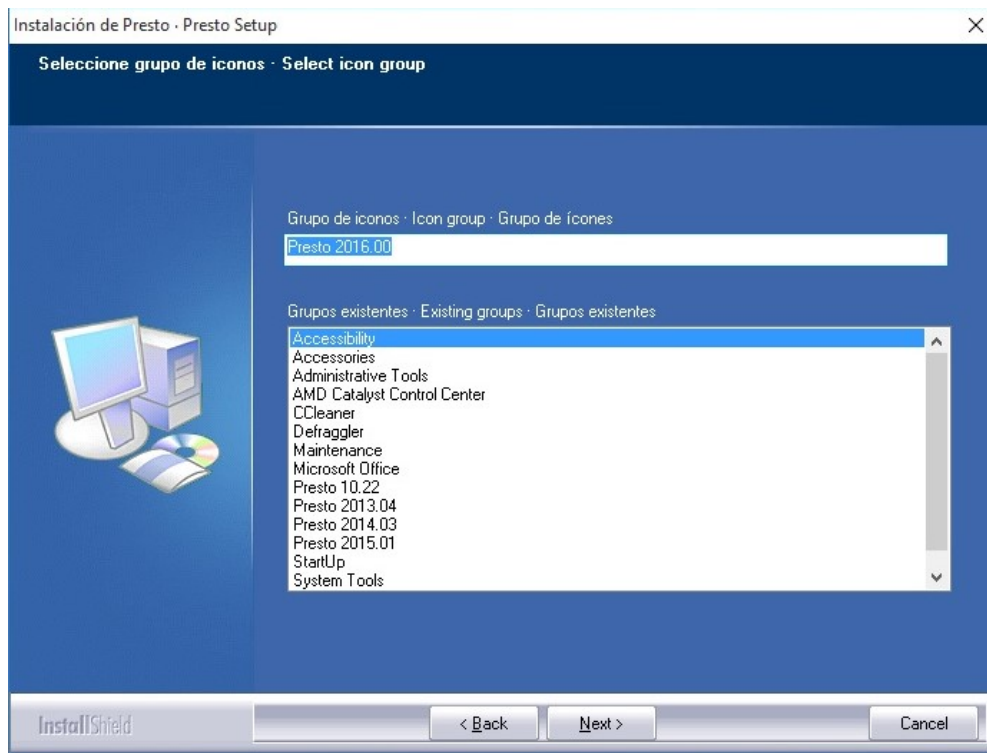 Instalación de Presto · Presto Setup
Seleccione grupo de iconos · Select icon group
Grupo de iconos · Icon group · Grupo de ícones
Presto 2016.00
Grupos existentes · Existing groups · Grupos existentes
Accessibility
Accessories
Administrative Tools
AMD Catalyst Control Center
CCleaner
Defraggler
Maintenance
Microsoft Office
Presto 10.22
Presto 2013.04
Presto 2014.03
Presto 2015.01
StartUp
System Tools
InstallShield
< Back
Next >
Cancel